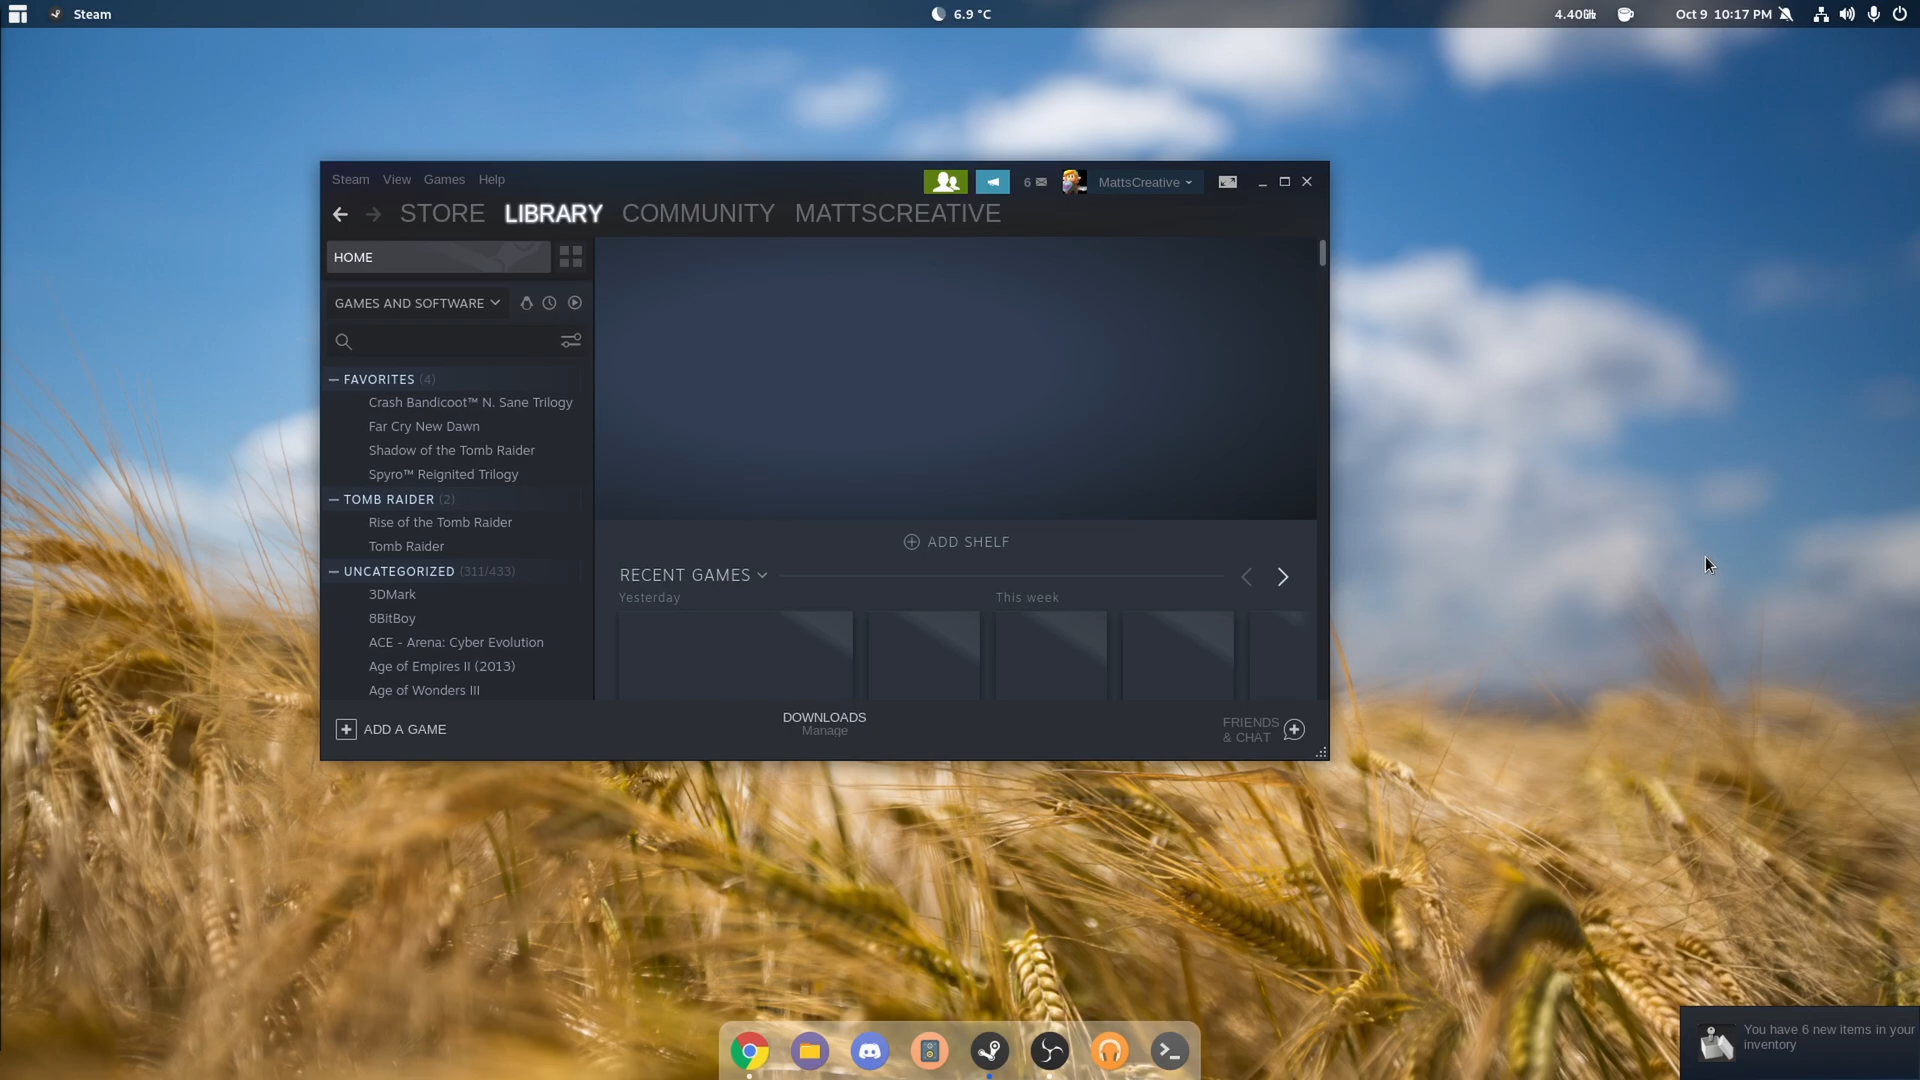 Steam
6.9 °C
4.40GHz
Oct 9 10:17 PM
Steam View Games Help
6
MattsCreative
STORE LIBRARY COMMUNITY MATTSCREATIVE
HOME
GAMES AND SOFTWARE
FAVORITES (4)
Crash Bandicoot™ N. Sane Trilogy
Far Cry New Dawn
Shadow of the Tomb Raider
Spyro™ Reignited Trilogy
TOMB RAIDER (2)
Rise of the Tomb Raider
Tomb Raider
UNCATEGORIZED (311/433)
3DMark
8BitBoy
ACE - Arena: Cyber Evolution
Age of Empires II (2013)
Age of Wonders III
ADD SHELF
RECENT GAMES
Yesterday
This week
ADD A GAME
DOWNLOADS
Manage
FRIENDS
& CHAT
You have 6 new items in your
inventory